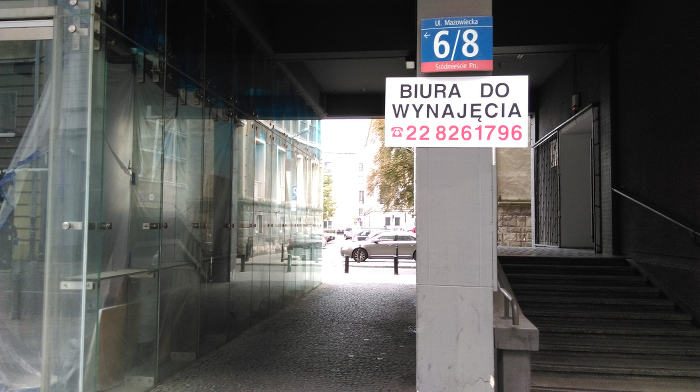 Ul. Mazowiecka
← 6/8
Śródmieście Pn.
BIURA DO
WYNAJĘCIA
☎22 8261796